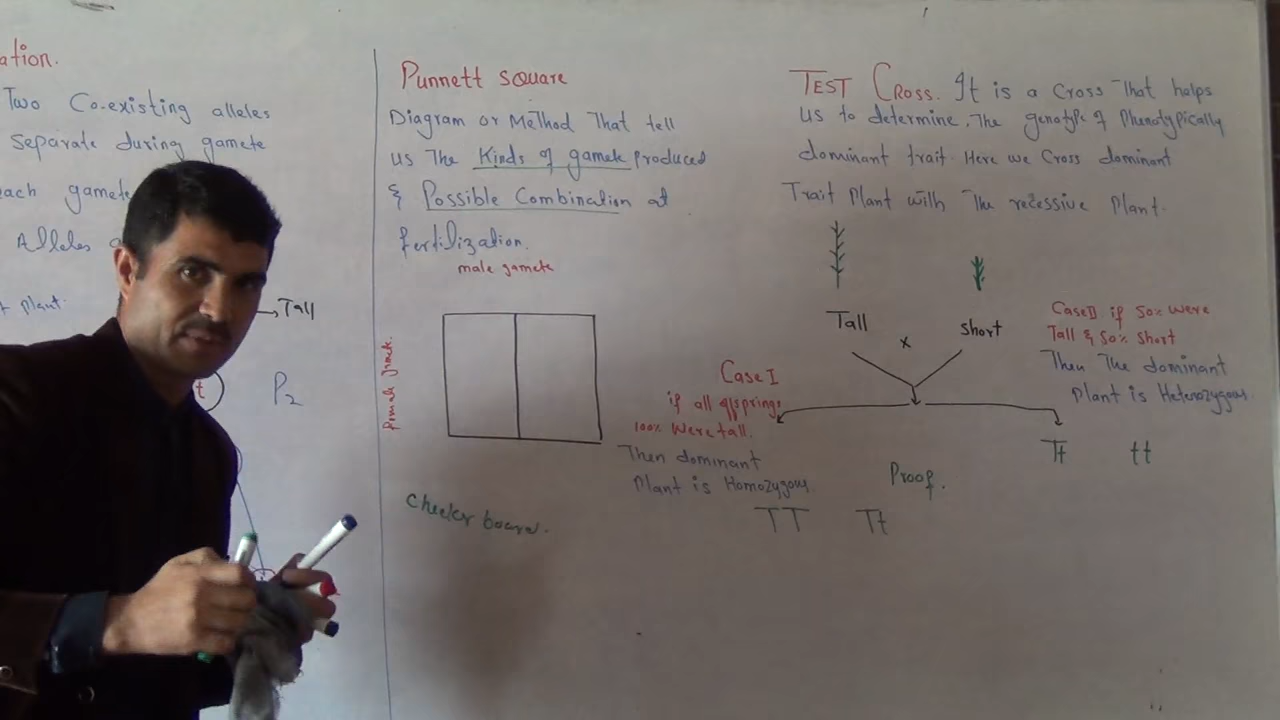 ation.
Two Co-existing alleles
separate during gamete
each gamete
Alleles
plant.
Tall
t
P2
Punnett square
Diagram or Method That tell
us The Kinds of gamete produced
& Possible Combination at
fertilization.
male gamete
checker board.
TEST CROSS. It is a Cross That helps
us to determine, The genotype of Phenotypically
dominant trait. Here we Cross dominant
Trait Plant with The recessive Plant.
Tall x short
Case I
if all offsprings
100% Were tall.
Then dominant
Plant is Homozygous
Case II if 50% were
Tall & 50% short
Then The dominant
Plant is Heterozygous.
Proof.
TT Tt
Tt tt